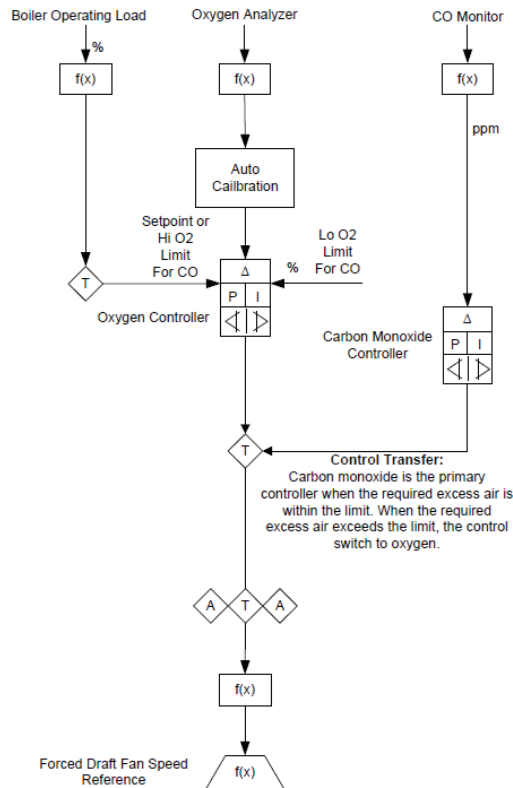 Boiler Operating Load
Oxygen Analyzer
CO Monitor
%
f(x)
f(x)
f(x)
ppm
Auto
Cailbration
Setpoint or
Hi O2
Limit
For CO
Lo O2
Limit
For CO
%
T
Δ
P I
Oxygen Controller
Δ
P I
Carbon Monoxide
Controller
T
Control Transfer:
Carbon monoxide is the primary
controller when the required excess air is
within the limit. When the required
excess air exceeds the limit, the control
switch to oxygen.
A T A
f(x)
Forced Draft Fan Speed
Reference
f(x)